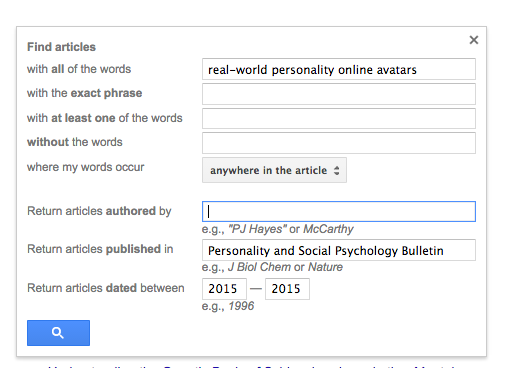 Find articles
with all of the words real-world personality online avatars
with the exact phrase
with at least one of the words
without the words
where my words occur anywhere in the article
Return articles authored by
e.g., "PJ Hayes" or McCarthy
Return articles published in Personality and Social Psychology Bulletin
e.g., J Biol Chem or Nature
Return articles dated between 2015 — 2015
e.g., 1996